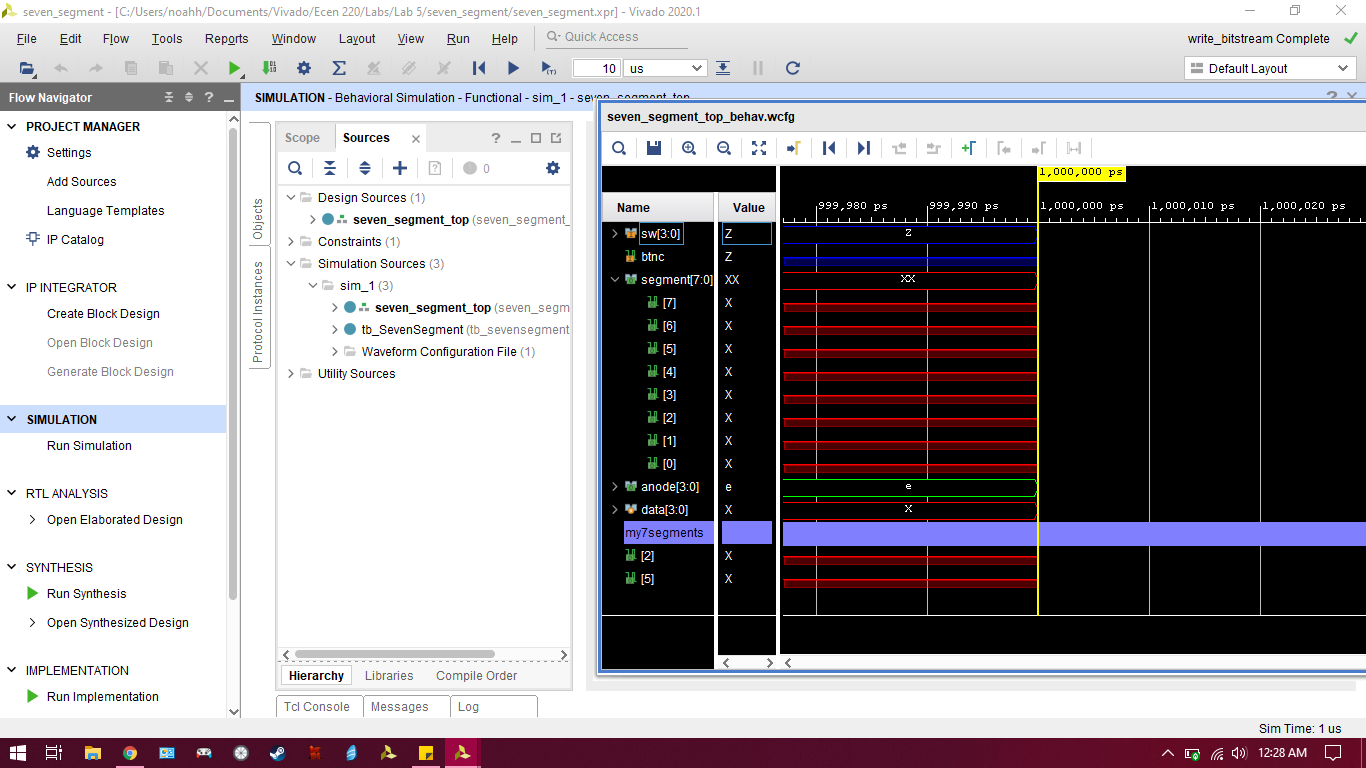 seven_segment - [C:/Users/noahh/Documents/Vivado/Ecen 220/Labs/Lab 5/seven_segment/seven_segment.xpr] - Vivado 2020.1
File Edit Flow Tools Reports Window Layout View Run Help Quick Access write_bitstream Complete
10 us Default Layout
Flow Navigator
SIMULATION - Behavioral Simulation - Functional - sim_1 - seven_segment_top
PROJECT MANAGER
Settings
Add Sources
Language Templates
IP Catalog
IP INTEGRATOR
Create Block Design
Open Block Design
Generate Block Design
SIMULATION
Run Simulation
RTL ANALYSIS
Open Elaborated Design
SYNTHESIS
Run Synthesis
Open Synthesized Design
IMPLEMENTATION
Run Implementation
Objects
Protocol Instances
Scope Sources
0
Design Sources (1)
seven_segment_top (seven_segment_
Constraints (1)
Simulation Sources (3)
sim_1 (3)
seven_segment_top (seven_segm
tb_SevenSegment (tb_sevensegment
Waveform Configuration File (1)
Utility Sources
Hierarchy Libraries Compile Order
Tcl Console Messages Log
seven_segment_top_behav.wcfg
1,000,000 ps
Name Value 999,980 ps 999,990 ps 1,000,000 ps 1,000,010 ps 1,000,020 ps
sw[3:0] Z Z
btnc Z
segment[7:0] XX XX
[7] X
[6] X
[5] X
[4] X
[3] X
[2] X
[1] X
[0] X
anode[3:0] e e
data[3:0] X X
my7segments
[2] X
[5] X
Sim Time: 1 us
12:28 AM